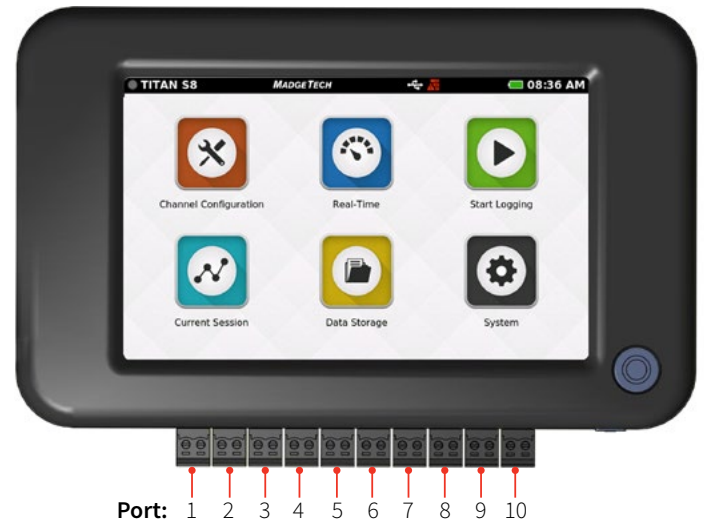 TITAN S8 MADGETECH 08:36 AM
Channel Configuration Real-Time Start Logging
Current Session Data Storage System
Port: 1 2 3 4 5 6 7 8 9 10